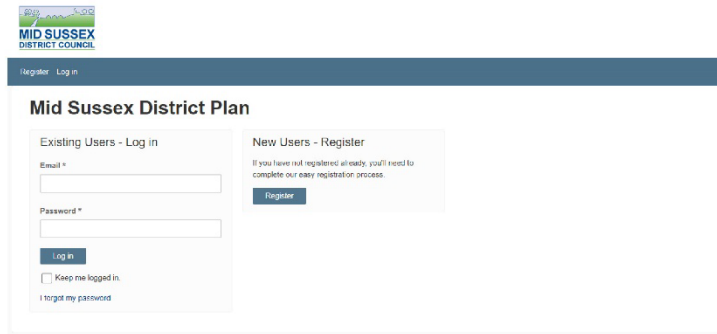 MID SUSSEX
DISTRICT COUNCIL
Register Log in
Mid Sussex District Plan
Existing Users - Log in
Email *
Password *
Log in
Keep me logged in.
I forgot my password
New Users - Register
If you have not registered already, you'll need to
complete our easy registration process.
Register